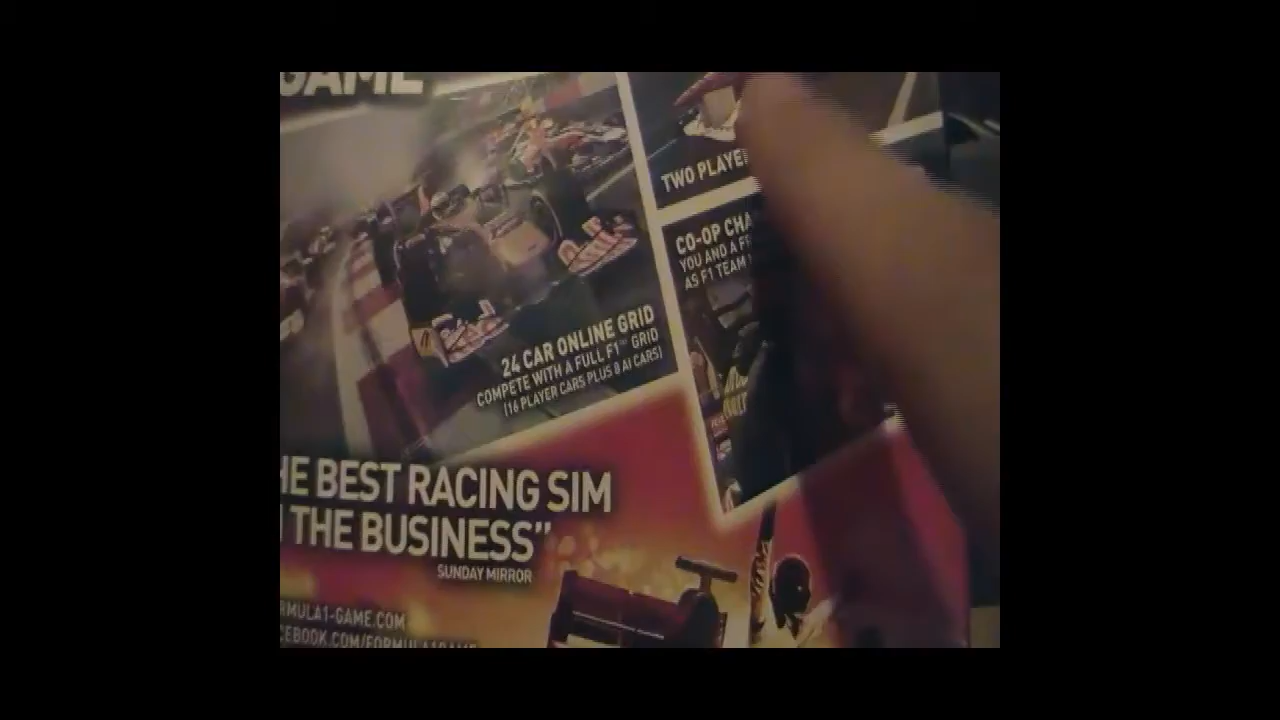 GAME
TWO PLAYE
CO-OP CHA
YOU AND A FR
AS F1 TEAM
24 CAR ONLINE GRID
COMPETE WITH A FULL F1™ GRID
(16 PLAYER CARS PLUS 8 AI CARS)
HE BEST RACING SIM
THE BUSINESS”
SUNDAY MIRROR
RMULA1-GAME.COM
CEBOOK.COM/FORMULA1GAME